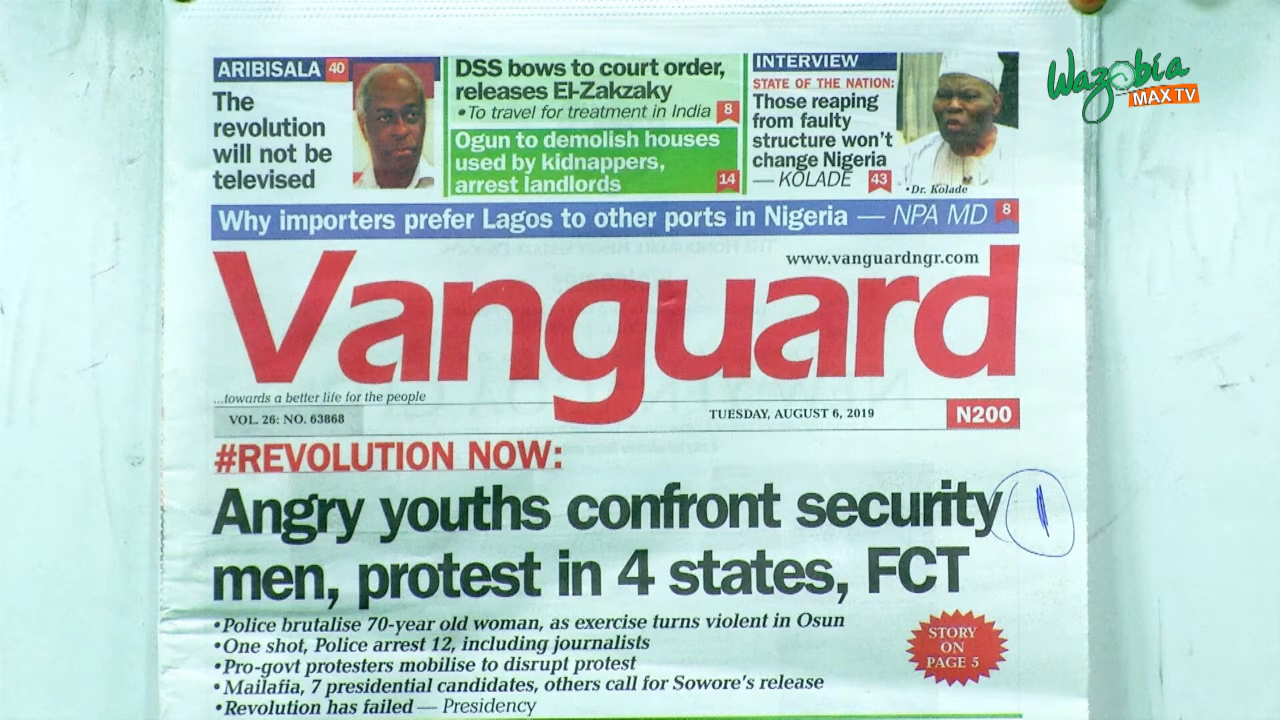 Wazobia
MAX TV
ARIBISALA 40
The
revolution
will not be
televised
DSS bows to court order,
releases El-Zakzaky
•To travel for treatment in India 8
Ogun to demolish houses
used by kidnappers,
arrest landlords 14
INTERVIEW
STATE OF THE NATION:
Those reaping
from faulty
structure won't
change Nigeria
— KOLADE 43
•Dr. Kolade
Why importers prefer Lagos to other ports in Nigeria — NPA MD 8
www.vanguardngr.com
Vanguard
...towards a better life for the people
VOL. 26: NO. 63868 TUESDAY, AUGUST 6, 2019 N200
#REVOLUTION NOW:
Angry youths confront security 1
men, protest in 4 states, FCT
•Police brutalise 70-year old woman, as exercise turns violent in Osun
•One shot, Police arrest 12, including journalists
•Pro-govt protesters mobilise to disrupt protest
•Mailafia, 7 presidential candidates, others call for Sowore's release
•Revolution has failed — Presidency
STORY
ON
PAGE 5